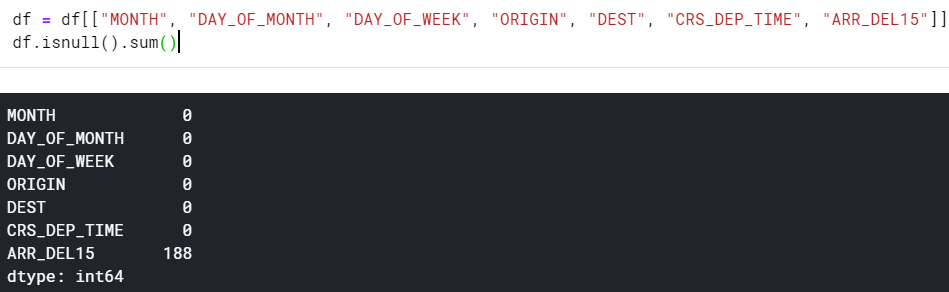 df = df[["MONTH", "DAY_OF_MONTH", "DAY_OF_WEEK", "ORIGIN", "DEST", "CRS_DEP_TIME", "ARR_DEL15"]]
df.isnull().sum()
MONTH 0
DAY_OF_MONTH 0
DAY_OF_WEEK 0
ORIGIN 0
DEST 0
CRS_DEP_TIME 0
ARR_DEL15 188
dtype: int64